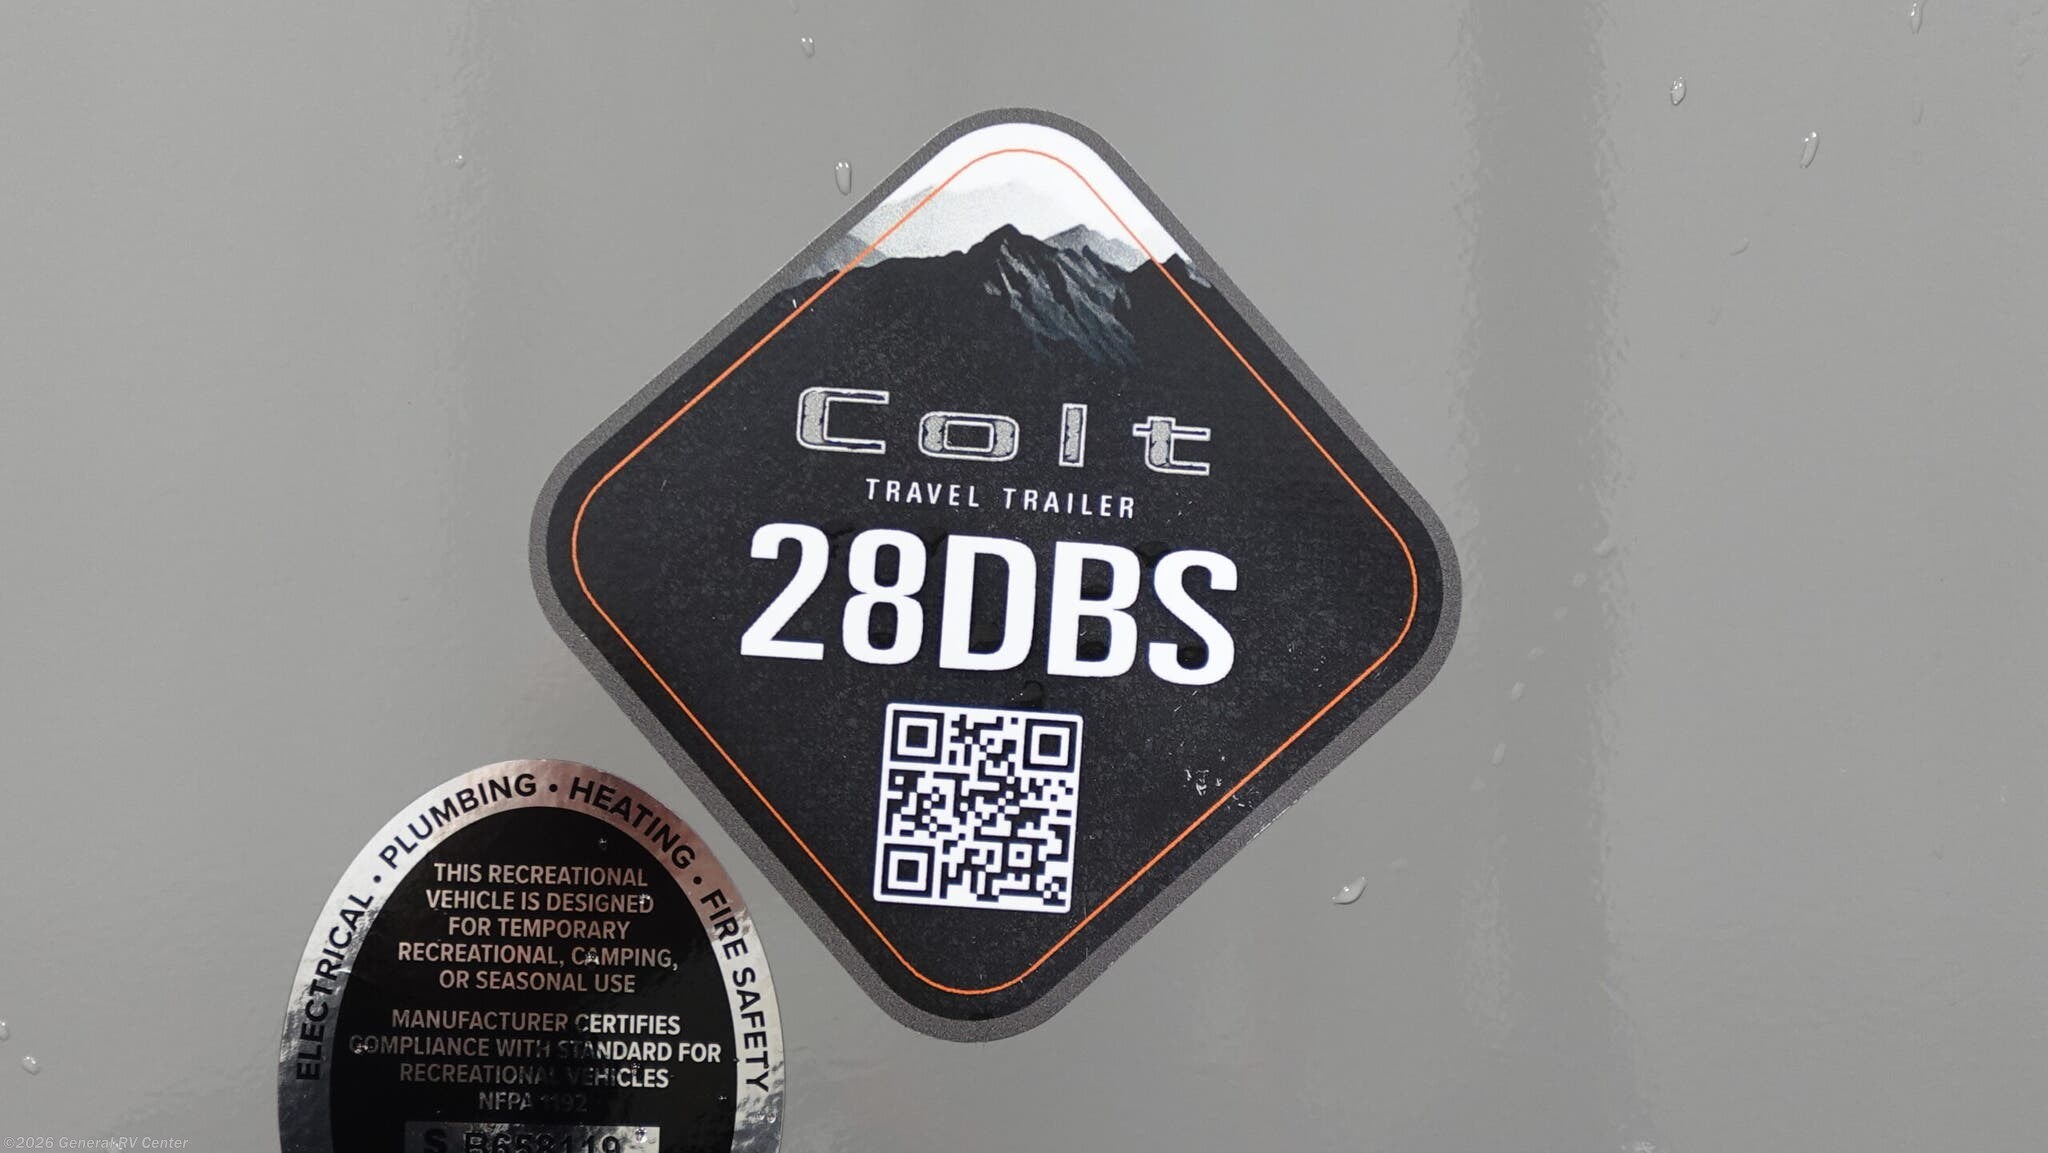 Colt
TRAVEL TRAILER
28DBS
ELECTRICAL • PLUMBING • HEATING • FIRE SAFETY
THIS RECREATIONAL
VEHICLE IS DESIGNED
FOR TEMPORARY
RECREATIONAL, CAMPING,
OR SEASONAL USE
MANUFACTURER CERTIFIES
COMPLIANCE WITH STANDARD FOR
RECREATIONAL VEHICLES
NFPA 1192
©2026 General RV Center